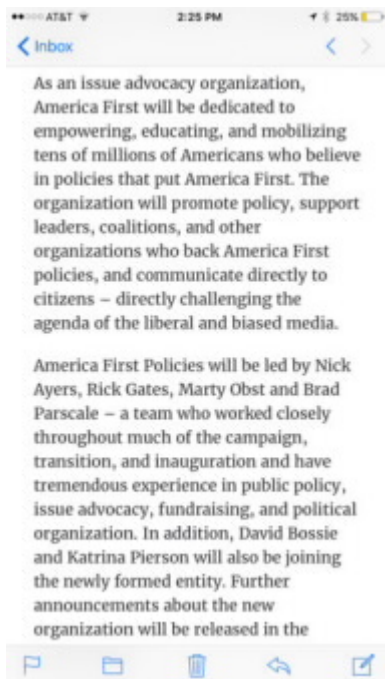 AT&T 2:25 PM 25%
Inbox
As an issue advocacy organization,
America First will be dedicated to
empowering, educating, and mobilizing
tens of millions of Americans who believe
in policies that put America First. The
organization will promote policy, support
leaders, coalitions, and other
organizations who back America First
policies, and communicate directly to
citizens – directly challenging the
agenda of the liberal and biased media.
America First Policies will be led by Nick
Ayers, Rick Gates, Marty Obst and Brad
Parscale – a team who worked closely
throughout much of the campaign,
transition, and inauguration and have
tremendous experience in public policy,
issue advocacy, fundraising, and political
organization. In addition, David Bossie
and Katrina Pierson will also be joining
the newly formed entity. Further
announcements about the new
organization will be released in the